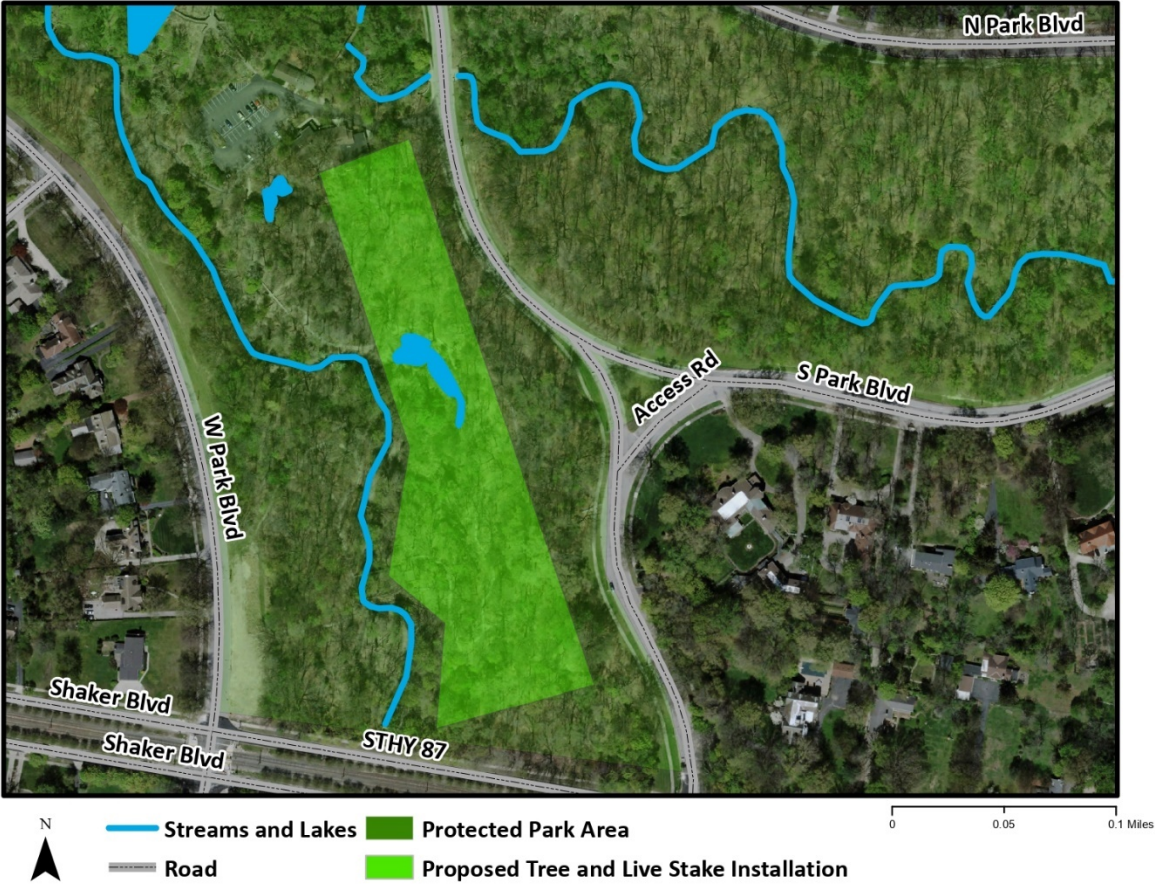 N Park Blvd
Access Rd
S Park Blvd
W Park Blvd
Shaker Blvd
Shaker Blvd
STHY 87
N
Streams and Lakes
Protected Park Area
Road
Proposed Tree and Live Stake Installation
0 0.05 0.1 Miles